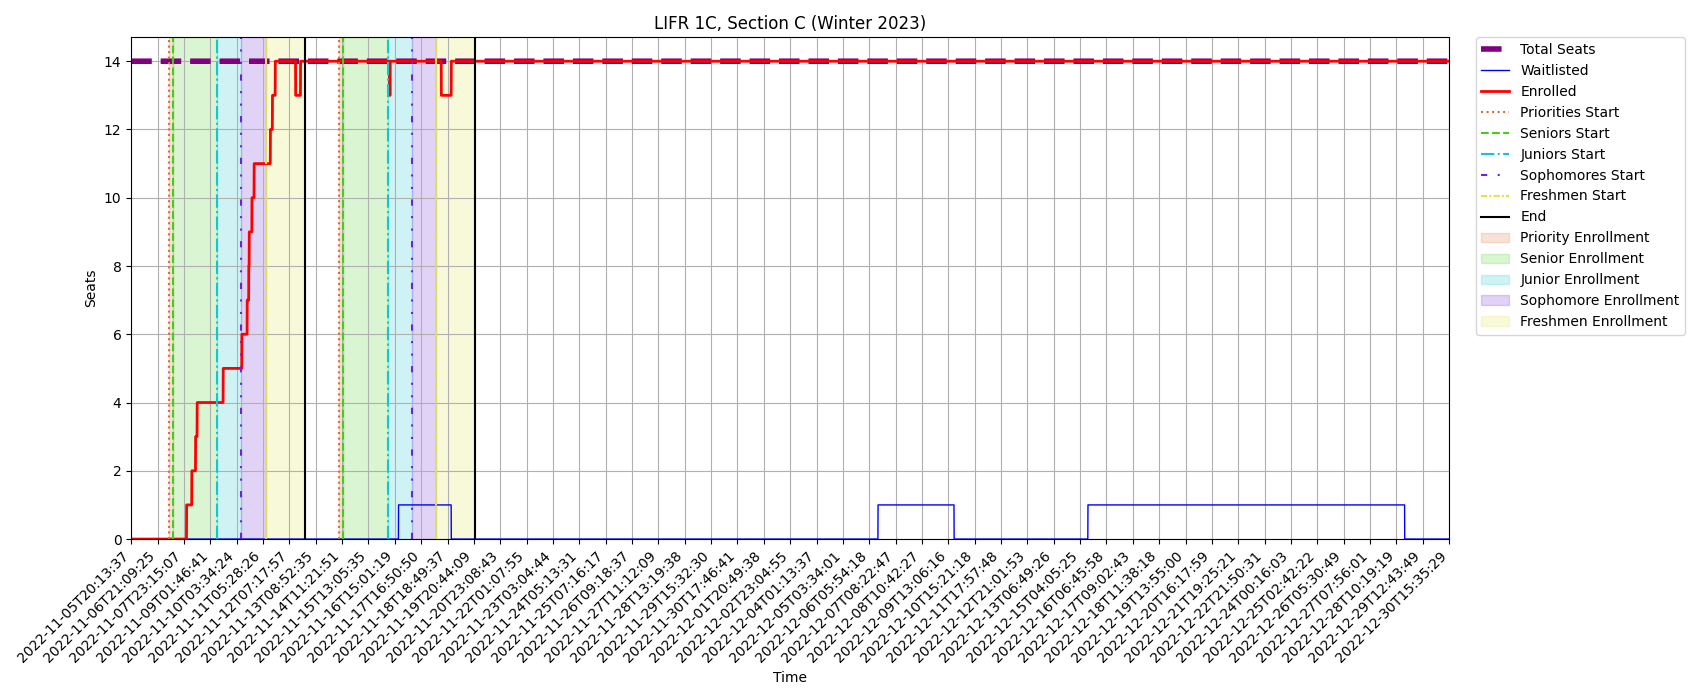 LIFR 1C, Section C (Winter 2023)
Total Seats
Waitlisted
Enrolled
Priorities Start
Seniors Start
Juniors Start
Sophomores Start
Freshmen Start
End
Priority Enrollment
Senior Enrollment
Junior Enrollment
Sophomore Enrollment
Freshmen Enrollment
Seats
14
12
10
8
6
4
2
0
2022-11-05T20:13:37
2022-11-06T21:09:25
2022-11-07T23:15:07
2022-11-09T01:46:41
2022-11-10T03:34:24
2022-11-11T05:28:26
2022-11-12T07:17:57
2022-11-13T08:52:35
2022-11-14T11:21:51
2022-11-15T13:05:35
2022-11-16T15:01:19
2022-11-17T16:50:50
2022-11-18T18:49:37
2022-11-19T20:44:09
2022-11-20T23:08:43
2022-11-22T01:07:55
2022-11-23T03:04:44
2022-11-24T05:13:31
2022-11-25T07:16:17
2022-11-26T09:18:37
2022-11-27T11:12:09
2022-11-28T13:19:38
2022-11-29T15:32:30
2022-11-30T17:46:41
2022-12-01T20:49:38
2022-12-02T23:04:55
2022-12-04T01:13:37
2022-12-05T03:34:01
2022-12-06T05:54:18
2022-12-07T08:22:47
2022-12-08T10:42:27
2022-12-09T13:06:16
2022-12-10T15:21:18
2022-12-11T17:57:48
2022-12-12T21:01:53
2022-12-13T06:49:26
2022-12-15T04:05:25
2022-12-16T06:45:58
2022-12-17T09:02:43
2022-12-18T11:38:18
2022-12-19T13:55:00
2022-12-20T16:17:59
2022-12-21T19:25:21
2022-12-22T21:50:31
2022-12-24T00:16:03
2022-12-25T02:42:22
2022-12-26T05:30:49
2022-12-27T07:56:01
2022-12-28T10:19:19
2022-12-29T12:43:49
2022-12-30T15:35:29
Time